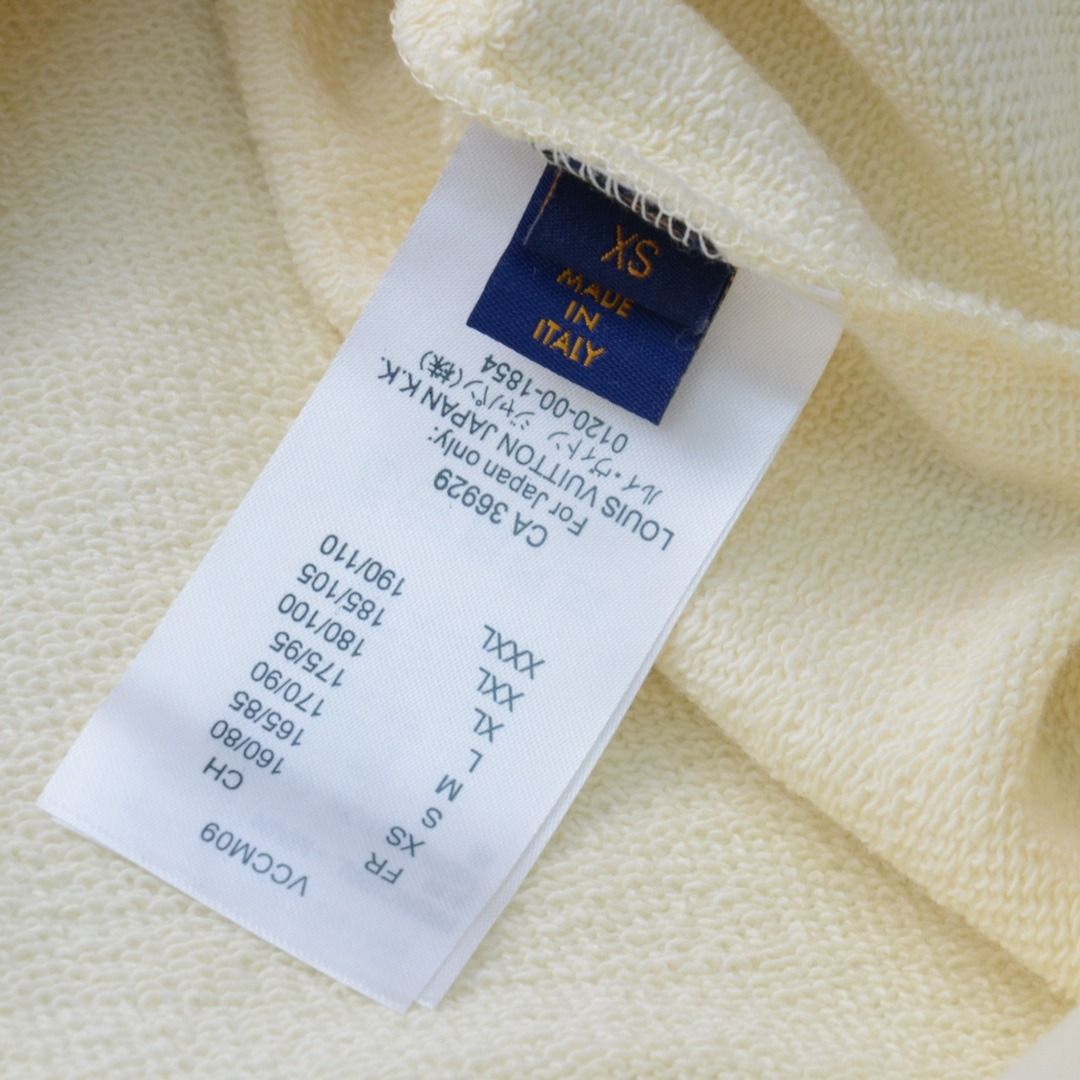 XS
MADE
IN
ITALY
VCCM09
FR CH
XS 160/80
S 165/85
M 170/90
L 175/95
XL 180/100
XXL 185/105
XXXL 190/110
CA 36929
For Japan only:
LOUIS VUITTON JAPAN K.K.
ルイ・ヴィトン ジャパン(株)
0120-00-1854